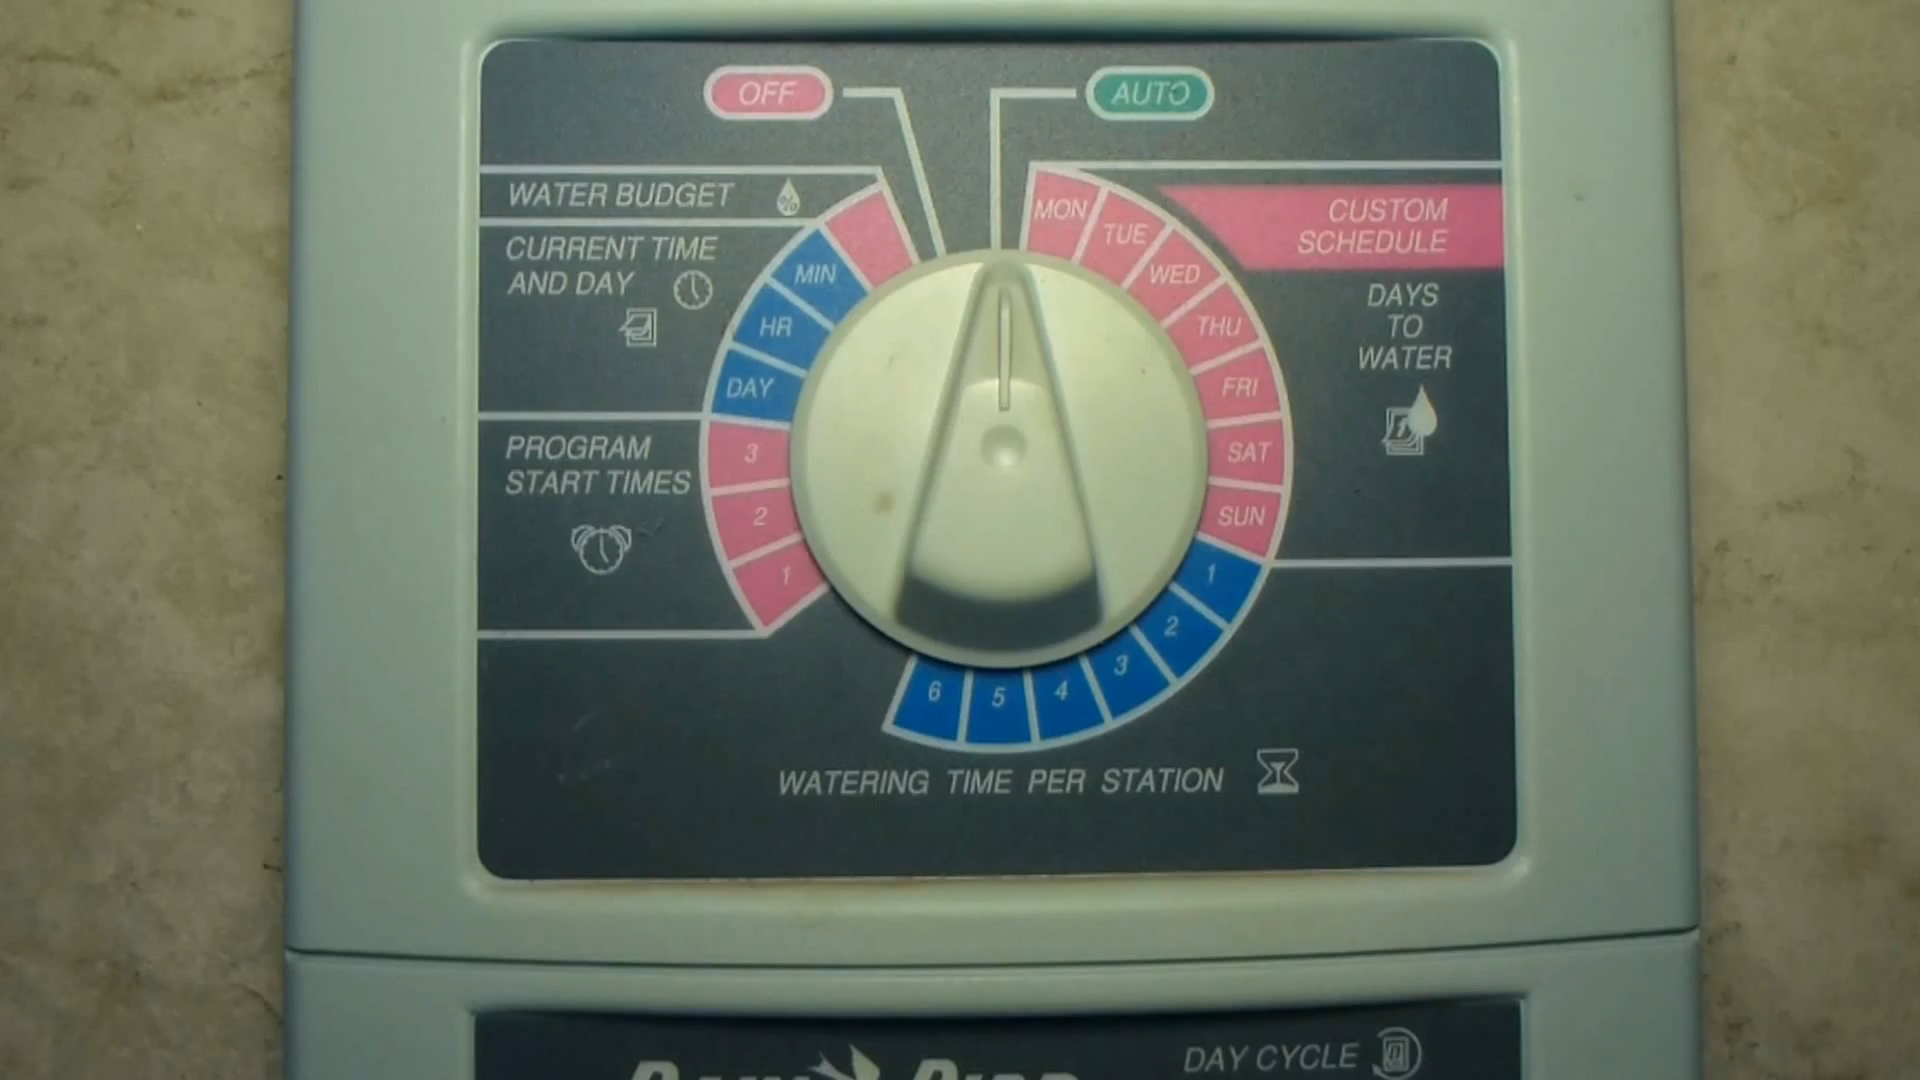 OFF
AUTO
WATER BUDGET %
CURRENT TIME
AND DAY
MIN
HR
DAY
PROGRAM
START TIMES
3
2
1
MON
TUE
WED
THU
FRI
SAT
SUN
CUSTOM
SCHEDULE
DAYS
TO
WATER
1
2
3
4
5
6
WATERING TIME PER STATION
DAY CYCLE